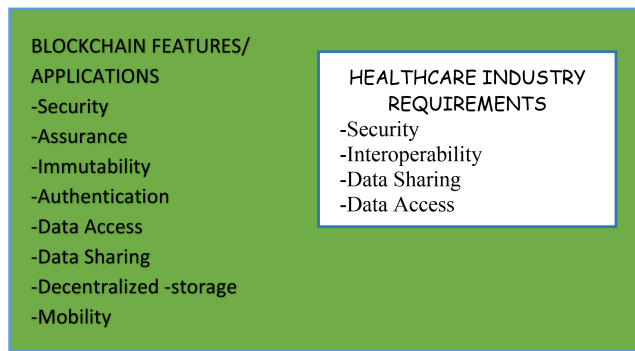 BLOCKCHAIN FEATURES/
APPLICATIONS
-Security
-Assurance
-Immutability
-Authentication
-Data Access
-Data Sharing
-Decentralized -storage
-Mobility
HEALTHCARE INDUSTRY
REQUIREMENTS
-Security
-Interoperability
-Data Sharing
-Data Access